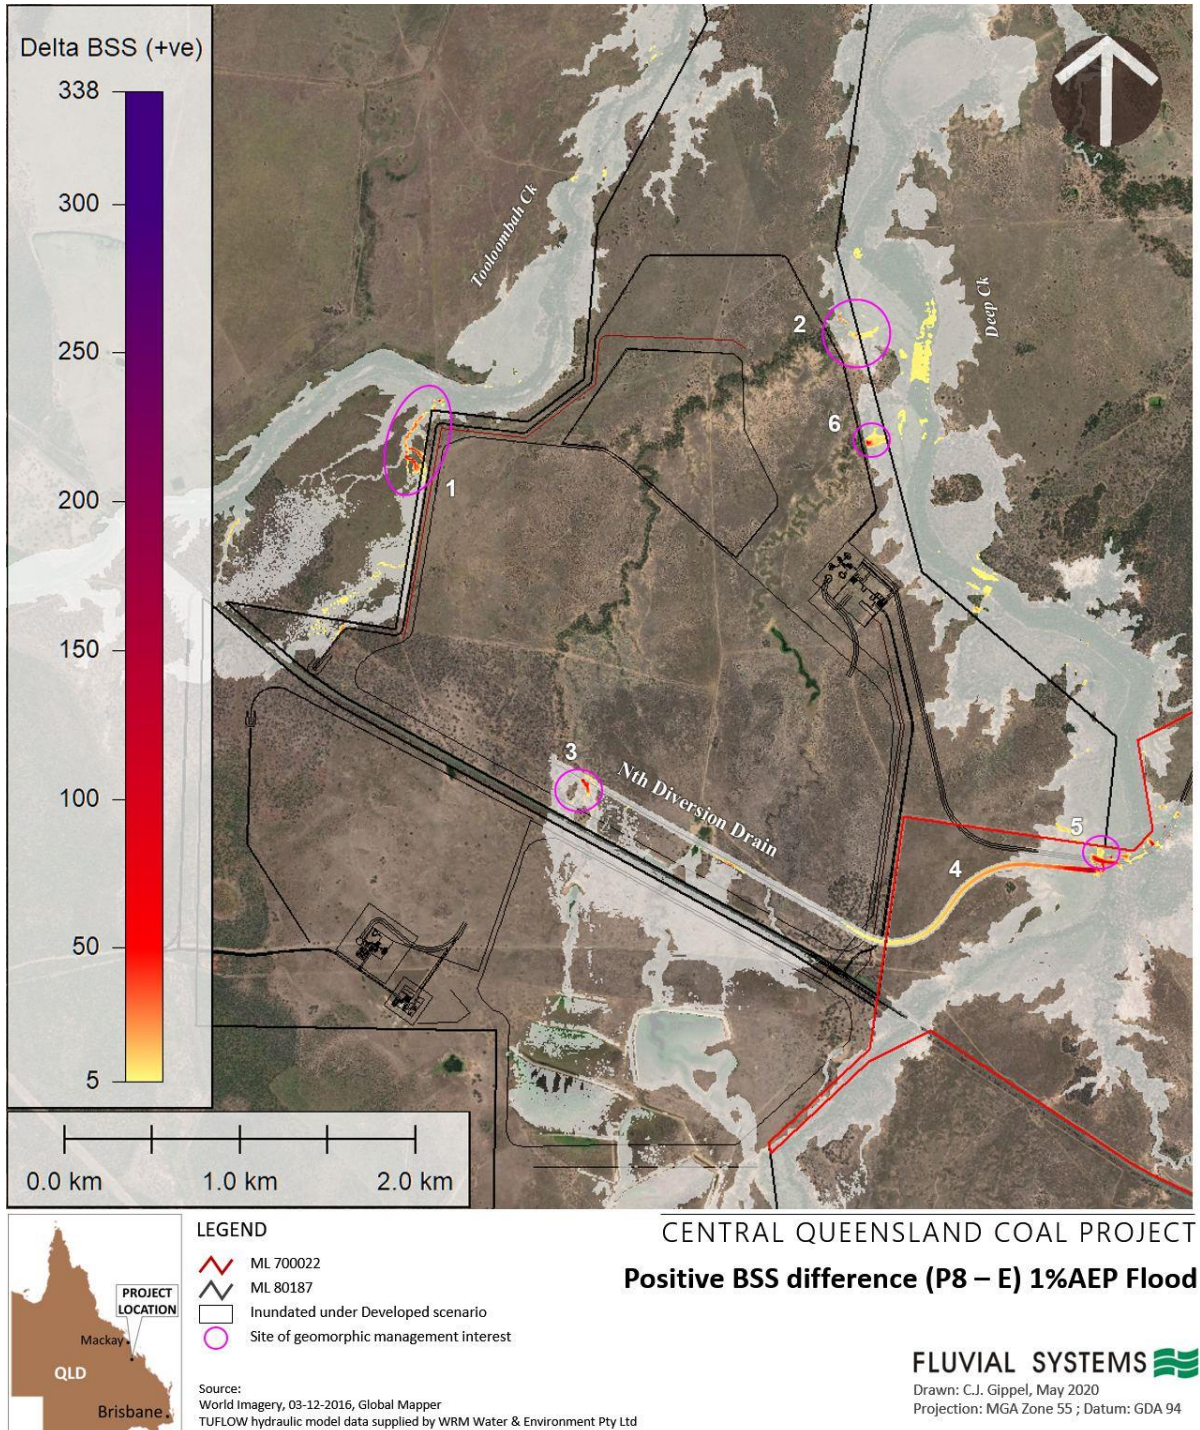 Delta BSS (+ve)
338
300
250
200
150
100
50
5
0.0 km
1.0 km
2.0 km
Tooloombah Ck
Deep Ck
2
6
1
3
Nth Diversion Drain
5
4
CENTRAL QUEENSLAND COAL PROJECT
Positive BSS difference (P8 – E) 1%AEP Flood
PROJECT
LOCATION
Mackay
QLD
Brisbane
LEGEND
ML 700022
ML 80187
Inundated under Developed scenario
Site of geomorphic management interest
Source:
World Imagery, 03-12-2016, Global Mapper
TUFLOW hydraulic model data supplied by WRM Water & Environment Pty Ltd
FLUVIAL SYSTEMS
Drawn: C.J. Gippel, May 2020
Projection: MGA Zone 55 ; Datum: GDA 94